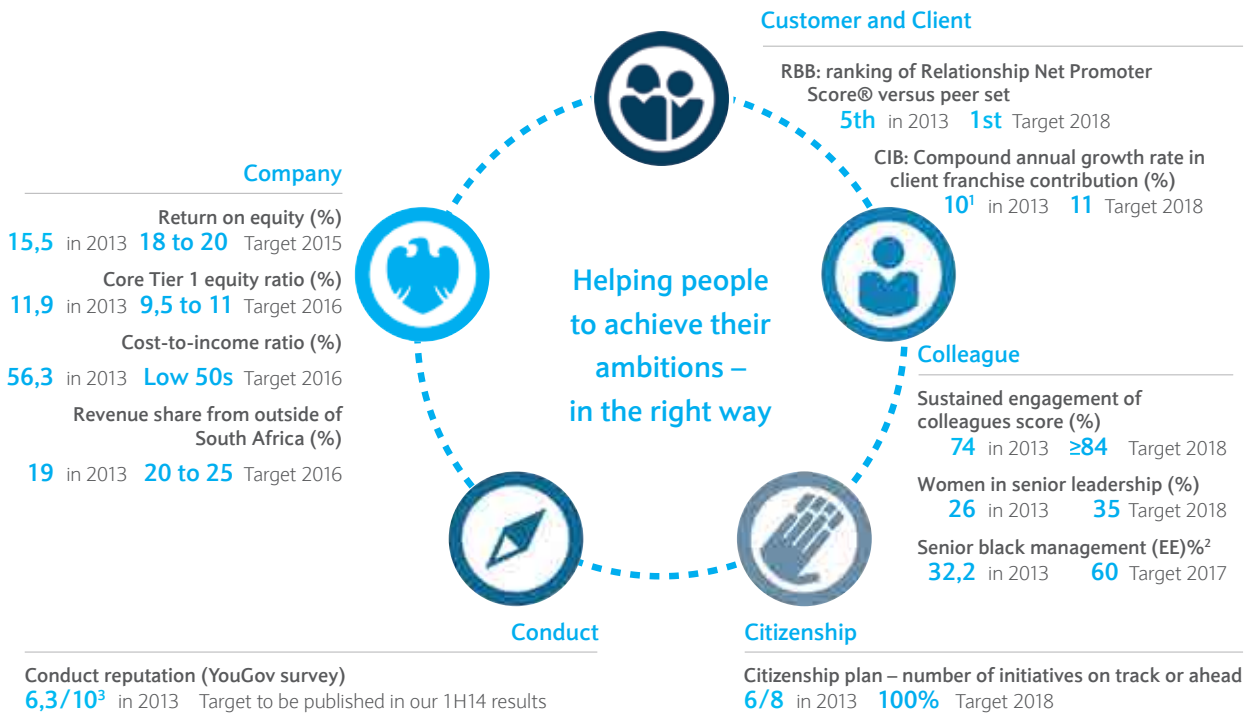 Customer and Client
RBB: ranking of Relationship Net Promoter
Score® versus peer set
5th in 2013 1st Target 2018
CIB: Compound annual growth rate in
client franchise contribution (%)
10¹ in 2013 11 Target 2018
Company
Return on equity (%)
15,5 in 2013 18 to 20 Target 2015
Core Tier 1 equity ratio (%)
11,9 in 2013 9,5 to 11 Target 2016
Cost-to-income ratio (%)
56,3 in 2013 Low 50s Target 2016
Revenue share from outside of
South Africa (%)
19 in 2013 20 to 25 Target 2016
Helping people
to achieve their
ambitions –
in the right way
Colleague
Sustained engagement of
colleagues score (%)
74 in 2013 ≥84 Target 2018
Women in senior leadership (%)
26 in 2013 35 Target 2018
Senior black management (EE)%²
32,2 in 2013 60 Target 2017
Conduct
Conduct reputation (YouGov survey)
6,3/10³ in 2013 Target to be published in our 1H14 results
Citizenship
Citizenship plan – number of initiatives on track or ahead
6/8 in 2013 100% Target 2018